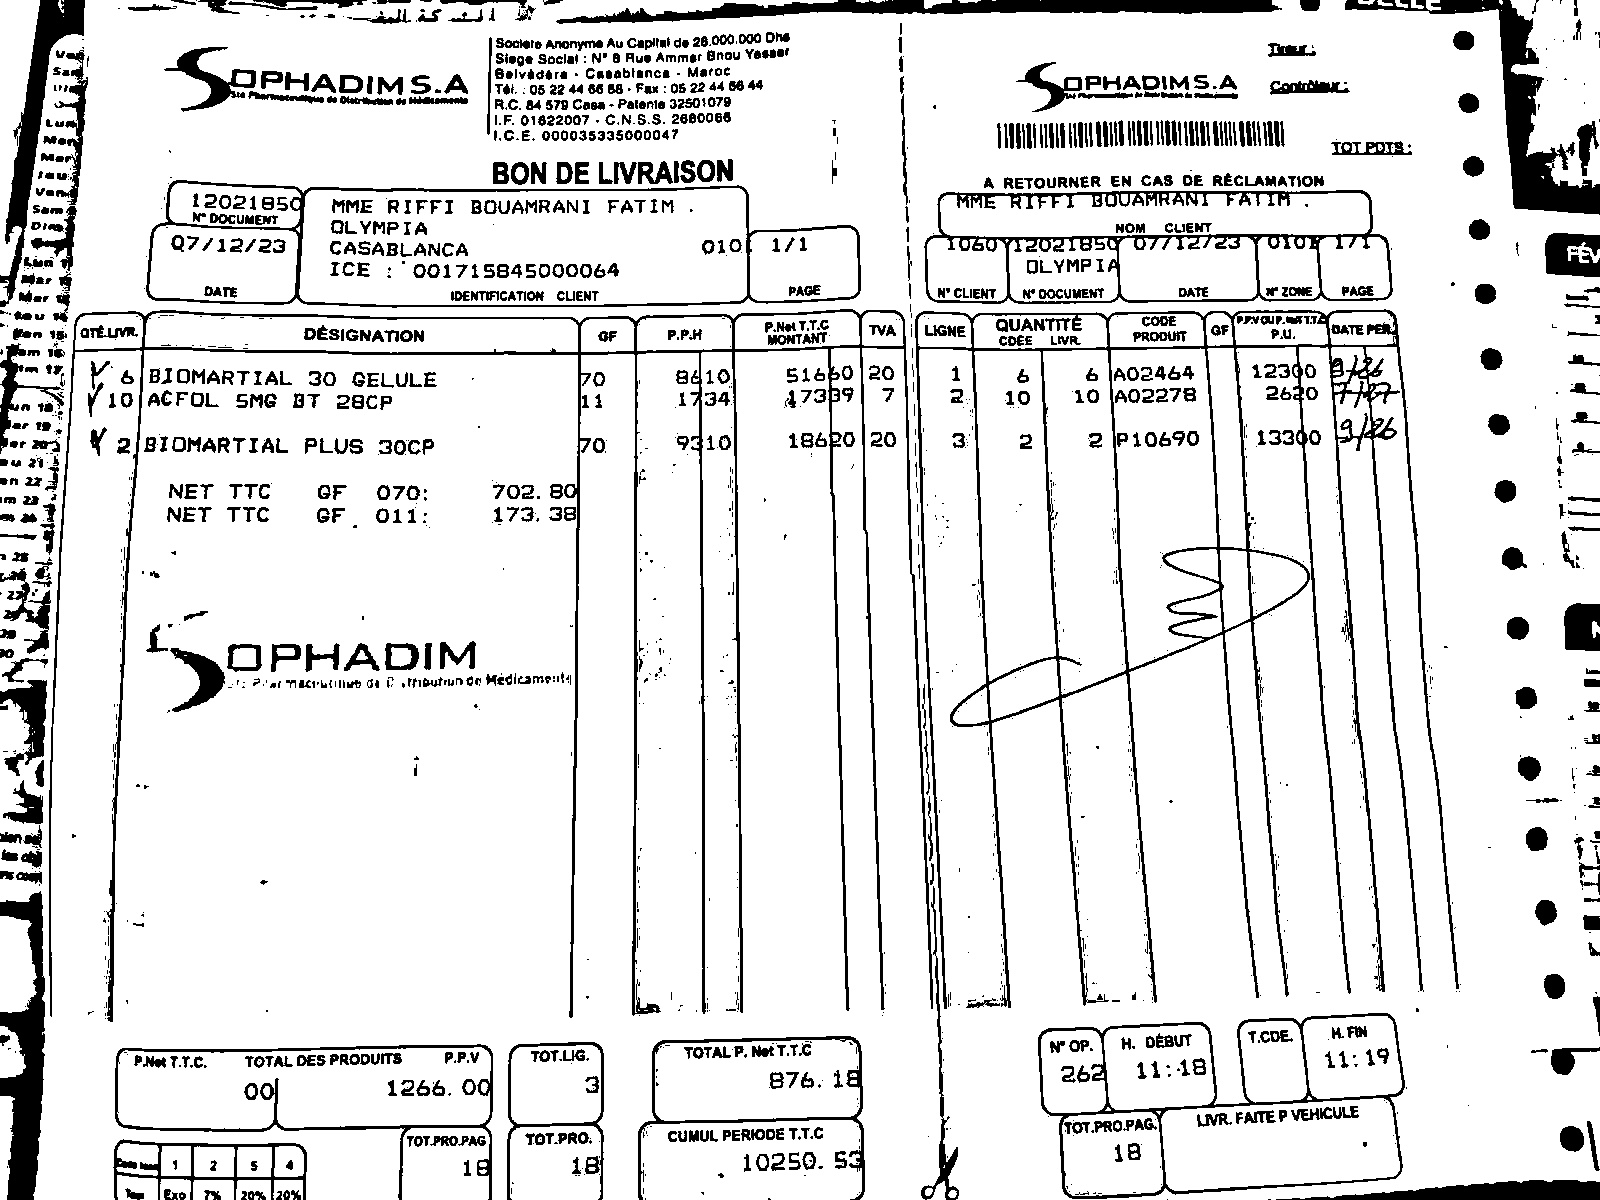 SOPHADIM S.A
Sté Pharmaceutique de Distribution de Médicaments
Société Anonyme Au Capital de 28.000.000 Dhs
Siege Social : N° 8 Rue Ammar Bnou Yasser
Belvédère - Casablanca - Maroc
Tél. : 05 22 44 66 88 - Fax : 05 22 44 66 44
R.C. 84 579 Casa - Patente 32501079
I.F. 01622007 - C.N.S.S. 2680066
I.C.E. 000035335000047
BON DE LIVRAISON
12021850
N° DOCUMENT
07/12/23
DATE
MME RIFFI BOUAMRANI FATIM .
OLYMPIA
CASABLANCA 010
ICE : 001715845000064
IDENTIFICATION CLIENT
1/1
PAGE
QTÉ.LIVR. DÉSIGNATION GF P.P.H P.Net T.T.C MONTANT TVA
6 BIOMARTIAL 30 GELULE 70 8610 51660 20
10 ACFOL 5MG BT 28CP 11 1734 17339 7
2 BIOMARTIAL PLUS 30CP 70 9310 18620 20
NET TTC GF 070: 702.80
NET TTC GF 011: 173.38
SOPHADIM
Sté Pharmaceutique de Distribution de Médicaments
P.Net T.T.C. TOTAL DES PRODUITS P.P.V
00 1266.00
TOT.LIG.
3
TOTAL P. Net T.T.C
876.18
TOT.PRO.PAG
18
TOT.PRO.
18
CUMUL PERIODE T.T.C
10250.53
1 2 5 4
Taux Exo 7% 20% 20%
SOPHADIM S.A
Sté Pharmaceutique de Distribution de Médicaments
Tireur :
Contrôleur :
TOT PDTS :
A RETOURNER EN CAS DE RÉCLAMATION
MME RIFFI BOUAMRANI FATIM .
NOM CLIENT
1060 12021850 07/12/23 0101 1/1
OLYMPIA
N° CLIENT N° DOCUMENT DATE N° ZONE PAGE
LIGNE QUANTITÉ CDÉE LIVR. CODE PRODUIT GF P.P.V OU P.Net T.T.C P.U. DATE PER.
1 6 6 A02464 12300 9/26
2 10 10 A02278 2620 7/27
3 2 2 P10690 13300 9/26
N° OP. H. DÉBUT T.CDE. H. FIN
262 11:18 11:19
TOT.PRO.PAG. LIVR. FAITE P VEHICULE
18